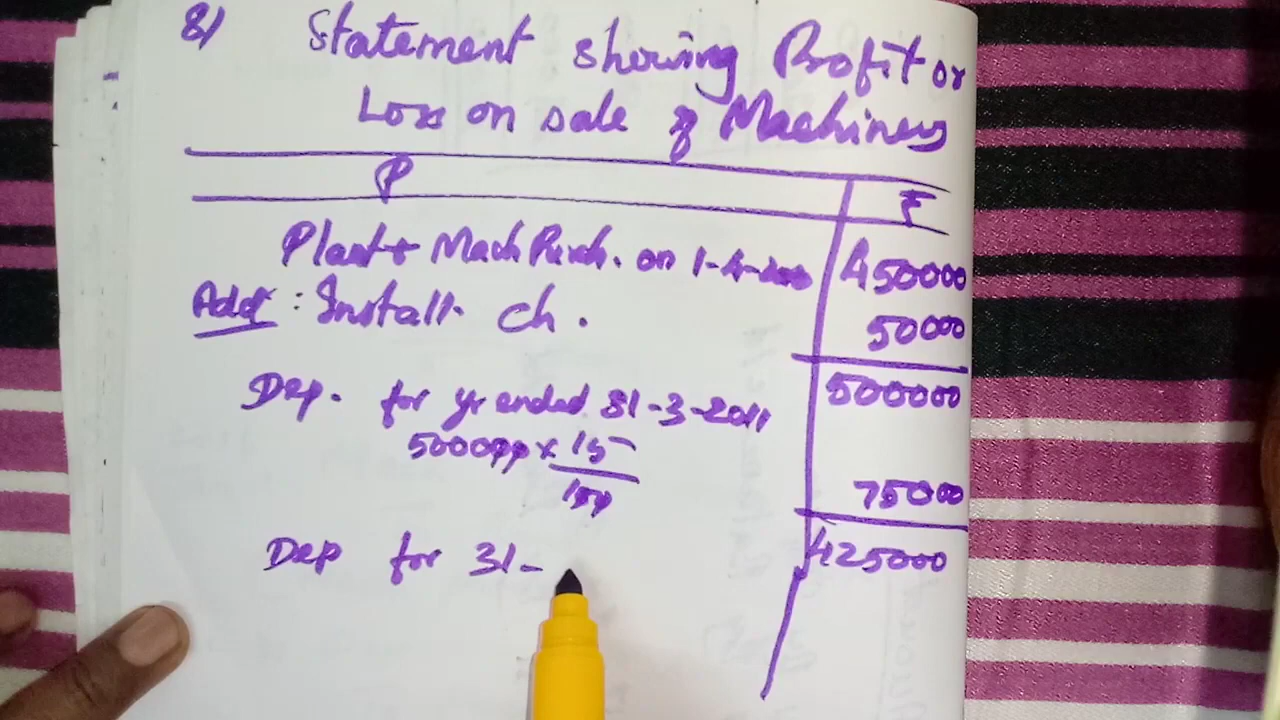 8)
Statement showing Profit or
Loss on sale of Machinery
P ₹
Plant + Mach Purch. on 1-4- 450000
Add : Install. ch. 50000
500000
Dep. for yr ended 31-3-2011
500000 x 15
100
75000
425000
Dep for 31-